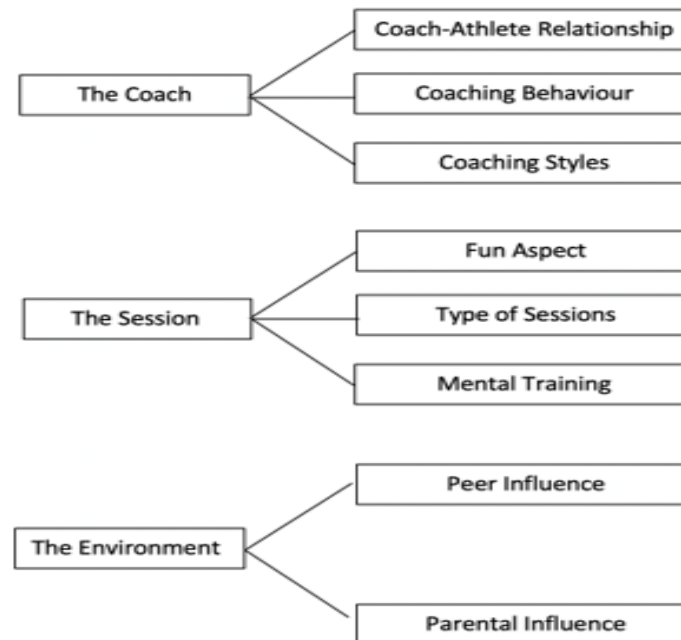 The Coach
Coach-Athlete Relationship
Coaching Behaviour
Coaching Styles
The Session
Fun Aspect
Type of Sessions
Mental Training
The Environment
Peer Influence
Parental Influence